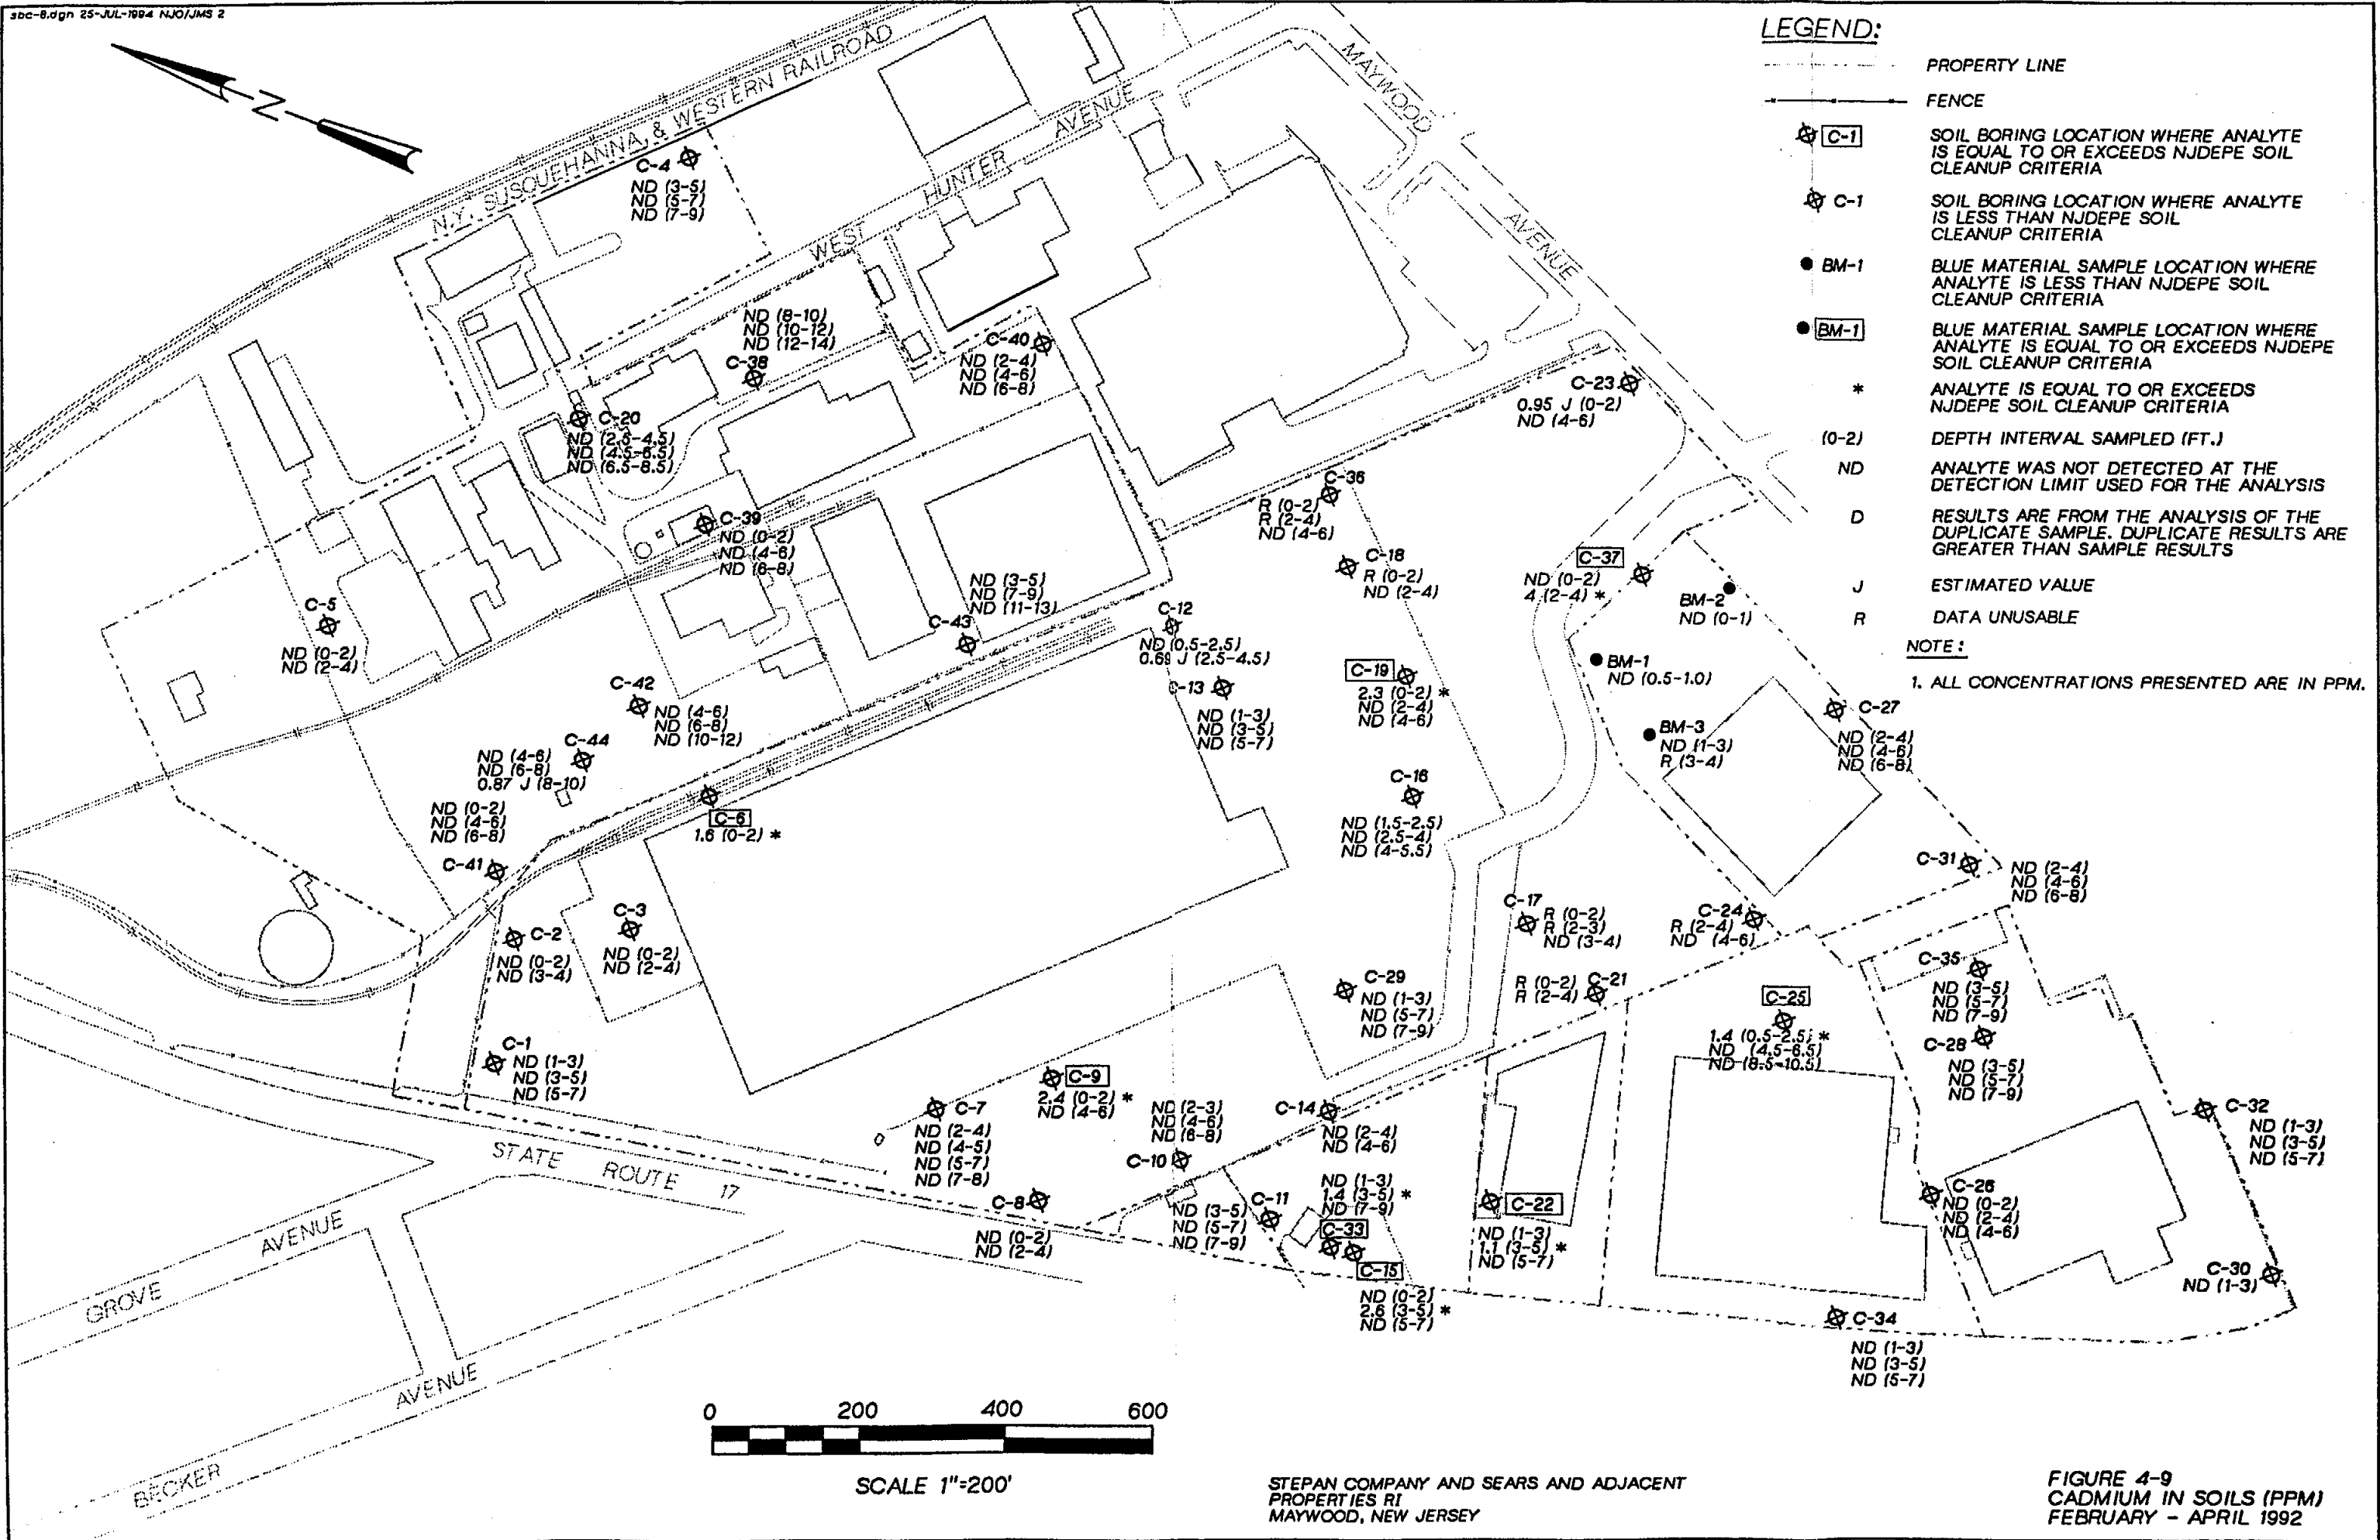 sbc-8.dgn 25-JUL-1994 NJO/JMS 2
N
N.Y. SUSQUEHANNA, & WESTERN RAILROAD
WEST HUNTER AVENUE
MAYWOOD AVENUE
LEGEND:
PROPERTY LINE
FENCE
C-1
SOIL BORING LOCATION WHERE ANALYTE
IS EQUAL TO OR EXCEEDS NJDEPE SOIL
CLEANUP CRITERIA
C-1
SOIL BORING LOCATION WHERE ANALYTE
IS LESS THAN NJDEPE SOIL
CLEANUP CRITERIA
BM-1
BLUE MATERIAL SAMPLE LOCATION WHERE
ANALYTE IS LESS THAN NJDEPE SOIL
CLEANUP CRITERIA
BM-1
BLUE MATERIAL SAMPLE LOCATION WHERE
ANALYTE IS EQUAL TO OR EXCEEDS NJDEPE
SOIL CLEANUP CRITERIA
*
ANALYTE IS EQUAL TO OR EXCEEDS
NJDEPE SOIL CLEANUP CRITERIA
(0-2)
DEPTH INTERVAL SAMPLED (FT.)
ND
ANALYTE WAS NOT DETECTED AT THE
DETECTION LIMIT USED FOR THE ANALYSIS
D
RESULTS ARE FROM THE ANALYSIS OF THE
DUPLICATE SAMPLE. DUPLICATE RESULTS ARE
GREATER THAN SAMPLE RESULTS
J
ESTIMATED VALUE
R
DATA UNUSABLE
NOTE:
1. ALL CONCENTRATIONS PRESENTED ARE IN PPM.
C-4
ND (3-5)
ND (5-7)
ND (7-9)
ND (8-10)
ND (10-12)
ND (12-14)
C-38
C-40
ND (2-4)
ND (4-6)
ND (6-8)
C-23
0.95 J (0-2)
ND (4-6)
C-20
ND (2.5-4.5)
ND (4.5-6.5)
ND (6.5-8.5)
C-39
ND (0-2)
ND (4-6)
ND (6-8)
C-36
R (0-2)
R (2-4)
ND (4-6)
C-18
R (0-2)
ND (2-4)
C-37
ND (0-2)
4 (2-4) *
BM-2
ND (0-1)
C-5
ND (0-2)
ND (2-4)
ND (3-5)
ND (7-9)
ND (11-13)
C-43
C-12
ND (0.5-2.5)
0.69 J (2.5-4.5)
C-13
ND (1-3)
ND (3-5)
ND (5-7)
C-19
2.3 (0-2) *
ND (2-4)
ND (4-6)
BM-1
ND (0.5-1.0)
BM-3
ND (1-3)
R (3-4)
C-27
ND (2-4)
ND (4-6)
ND (6-8)
C-42
ND (4-6)
ND (6-8)
ND (10-12)
C-44
ND (4-6)
ND (6-8)
0.87 J (8-10)
ND (0-2)
ND (4-6)
ND (6-8)
C-41
C-6
1.6 (0-2) *
C-16
ND (1.5-2.5)
ND (2.5-4)
ND (4-5.5)
C-31
ND (2-4)
ND (4-6)
ND (6-8)
C-2
ND (0-2)
ND (3-4)
C-3
ND (0-2)
ND (2-4)
C-17
R (0-2)
R (2-3)
ND (3-4)
C-24
R (2-4)
ND (4-6)
C-29
ND (1-3)
ND (5-7)
ND (7-9)
C-21
R (0-2)
R (2-4)
C-25
1.4 (0.5-2.5) *
ND (4.5-6.5)
ND (8.5-10.5)
C-35
ND (3-5)
ND (5-7)
ND (7-9)
C-28
ND (3-5)
ND (5-7)
ND (7-9)
C-1
ND (1-3)
ND (3-5)
ND (5-7)
C-9
2.4 (0-2) *
ND (4-6)
C-7
ND (2-4)
ND (4-5)
ND (5-7)
ND (7-8)
ND (2-3)
ND (4-6)
ND (6-8)
C-10
C-14
ND (2-4)
ND (4-6)
C-32
ND (1-3)
ND (3-5)
ND (5-7)
C-8
ND (0-2)
ND (2-4)
C-11
ND (3-5)
ND (5-7)
ND (7-9)
ND (1-3)
1.4 (3-5) *
ND (7-9)
C-33
C-15
ND (0-2)
2.6 (3-5) *
ND (5-7)
C-22
ND (1-3)
1.1 (3-5) *
ND (5-7)
C-26
ND (0-2)
ND (2-4)
ND (4-6)
C-30
ND (1-3)
C-34
ND (1-3)
ND (3-5)
ND (5-7)
STATE ROUTE 17
GROVE AVENUE
BECKER AVENUE
0 200 400 600
SCALE 1"=200'
STEPAN COMPANY AND SEARS AND ADJACENT
PROPERTIES RI
MAYWOOD, NEW JERSEY
FIGURE 4-9
CADMIUM IN SOILS (PPM)
FEBRUARY - APRIL 1992